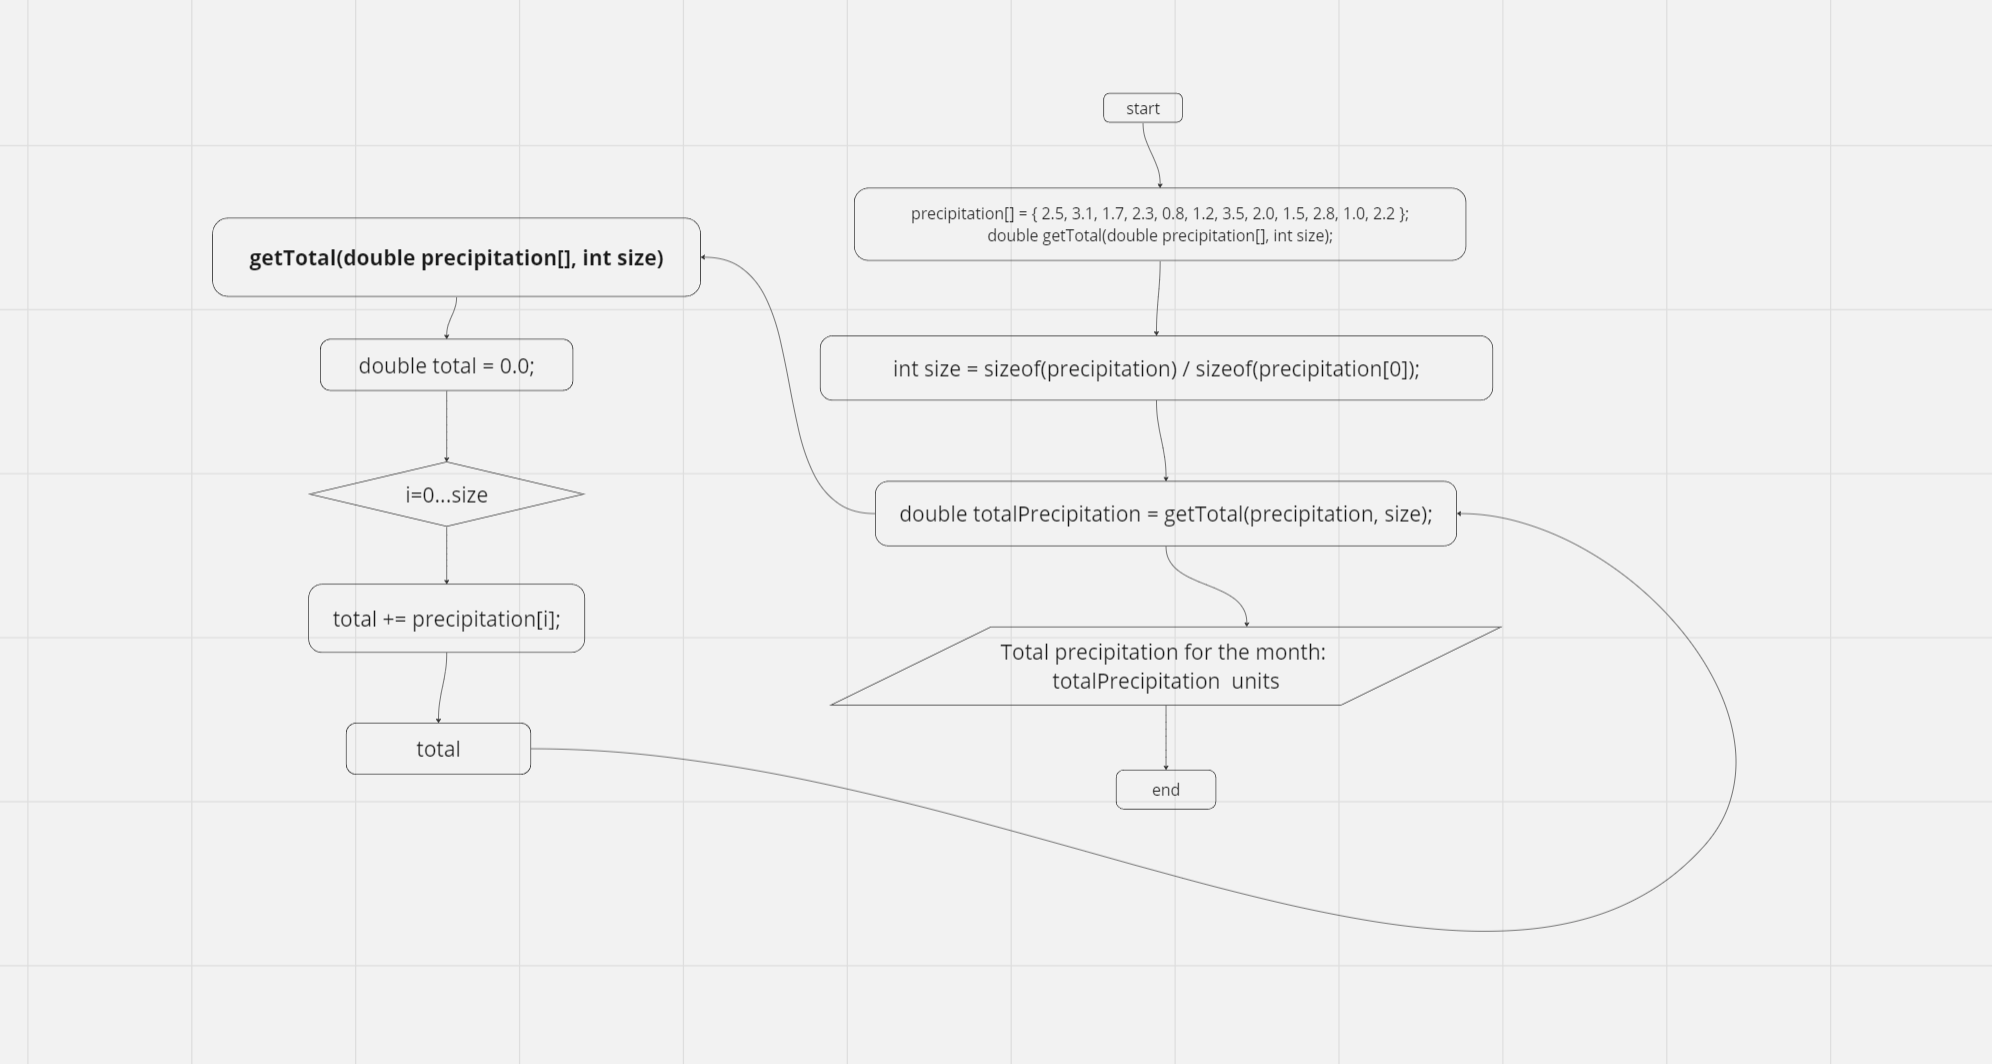 start
precipitation[] = { 2.5, 3.1, 1.7, 2.3, 0.8, 1.2, 3.5, 2.0, 1.5, 2.8, 1.0, 2.2 };
double getTotal(double precipitation[], int size);
int size = sizeof(precipitation) / sizeof(precipitation[0]);
double totalPrecipitation = getTotal(precipitation, size);
getTotal(double precipitation[], int size)
double total = 0.0;
i=0...size
total += precipitation[i];
total
Total precipitation for the month:
totalPrecipitation  units
end